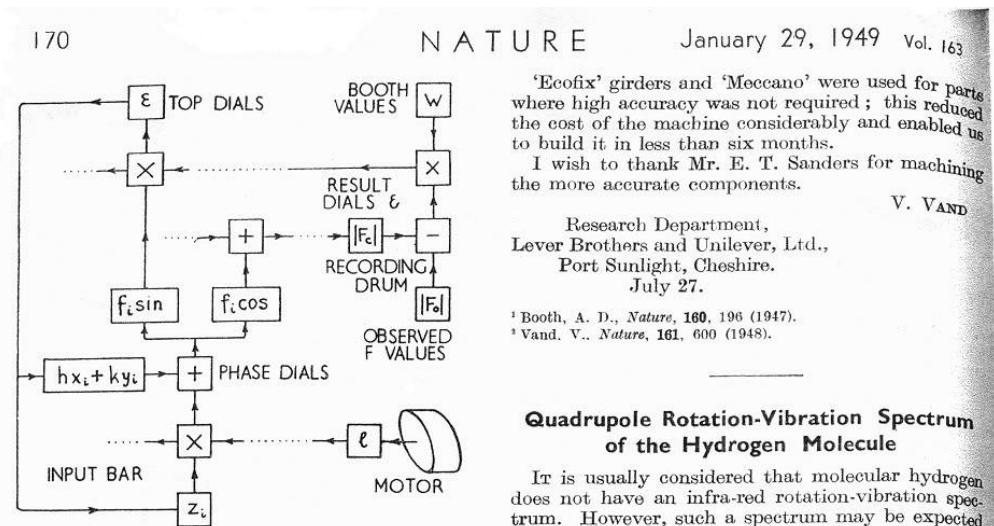 170
NATURE
January 29, 1949 Vol. 163
ε TOP DIALS
BOOTH
VALUES
W
×
×
RESULT
DIALS &
+
|Fc|
−
RECORDING
DRUM
fi sin
fi cos
|Fo|
OBSERVED
F VALUES
hxi + kyi
+
PHASE DIALS
×
ℓ
INPUT BAR
MOTOR
zi
'Ecofix' girders and 'Meccano' were used for parts
where high accuracy was not required ; this reduced
the cost of the machine considerably and enabled us
to build it in less than six months.
I wish to thank Mr. E. T. Sanders for machining
the more accurate components.
V. VAND
Research Department,
Lever Brothers and Unilever, Ltd.,
Port Sunlight, Cheshire.
July 27.
¹ Booth, A. D., Nature, 160, 196 (1947).
² Vand. V.. Nature, 161, 600 (1948).
Quadrupole Rotation-Vibration Spectrum
of the Hydrogen Molecule
IT is usually considered that molecular hydrogen
does not have an infra-red rotation-vibration spec-
trum. However, such a spectrum may be expected